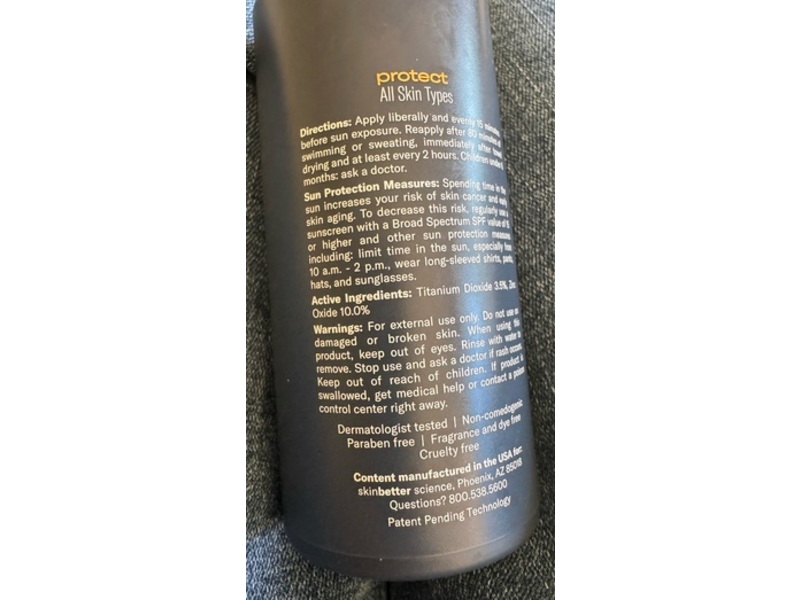 protect
All Skin Types
Directions: Apply liberally and evenly 15 minutes
before sun exposure. Reapply after 80 minutes of
swimming or sweating, immediately after towel
drying and at least every 2 hours. Children under 6
months: ask a doctor.
Sun Protection Measures: Spending time in the
sun increases your risk of skin cancer and early
skin aging. To decrease this risk, regularly use a
sunscreen with a Broad Spectrum SPF value of 15
or higher and other sun protection measures
including: limit time in the sun, especially from
10 a.m. - 2 p.m., wear long-sleeved shirts, pants,
hats, and sunglasses.
Active Ingredients: Titanium Dioxide 3.5%, Zinc
Oxide 10.0%
Warnings: For external use only. Do not use on
damaged or broken skin. When using this
product, keep out of eyes. Rinse with water to
remove. Stop use and ask a doctor if rash occurs.
Keep out of reach of children. If product is
swallowed, get medical help or contact a poison
control center right away.
Dermatologist tested | Non-comedogenic
Paraben free | Fragrance and dye free
Cruelty free
Content manufactured in the USA for:
skinbetter science, Phoenix, AZ 85018
Questions? 800.538.5600
Patent Pending Technology